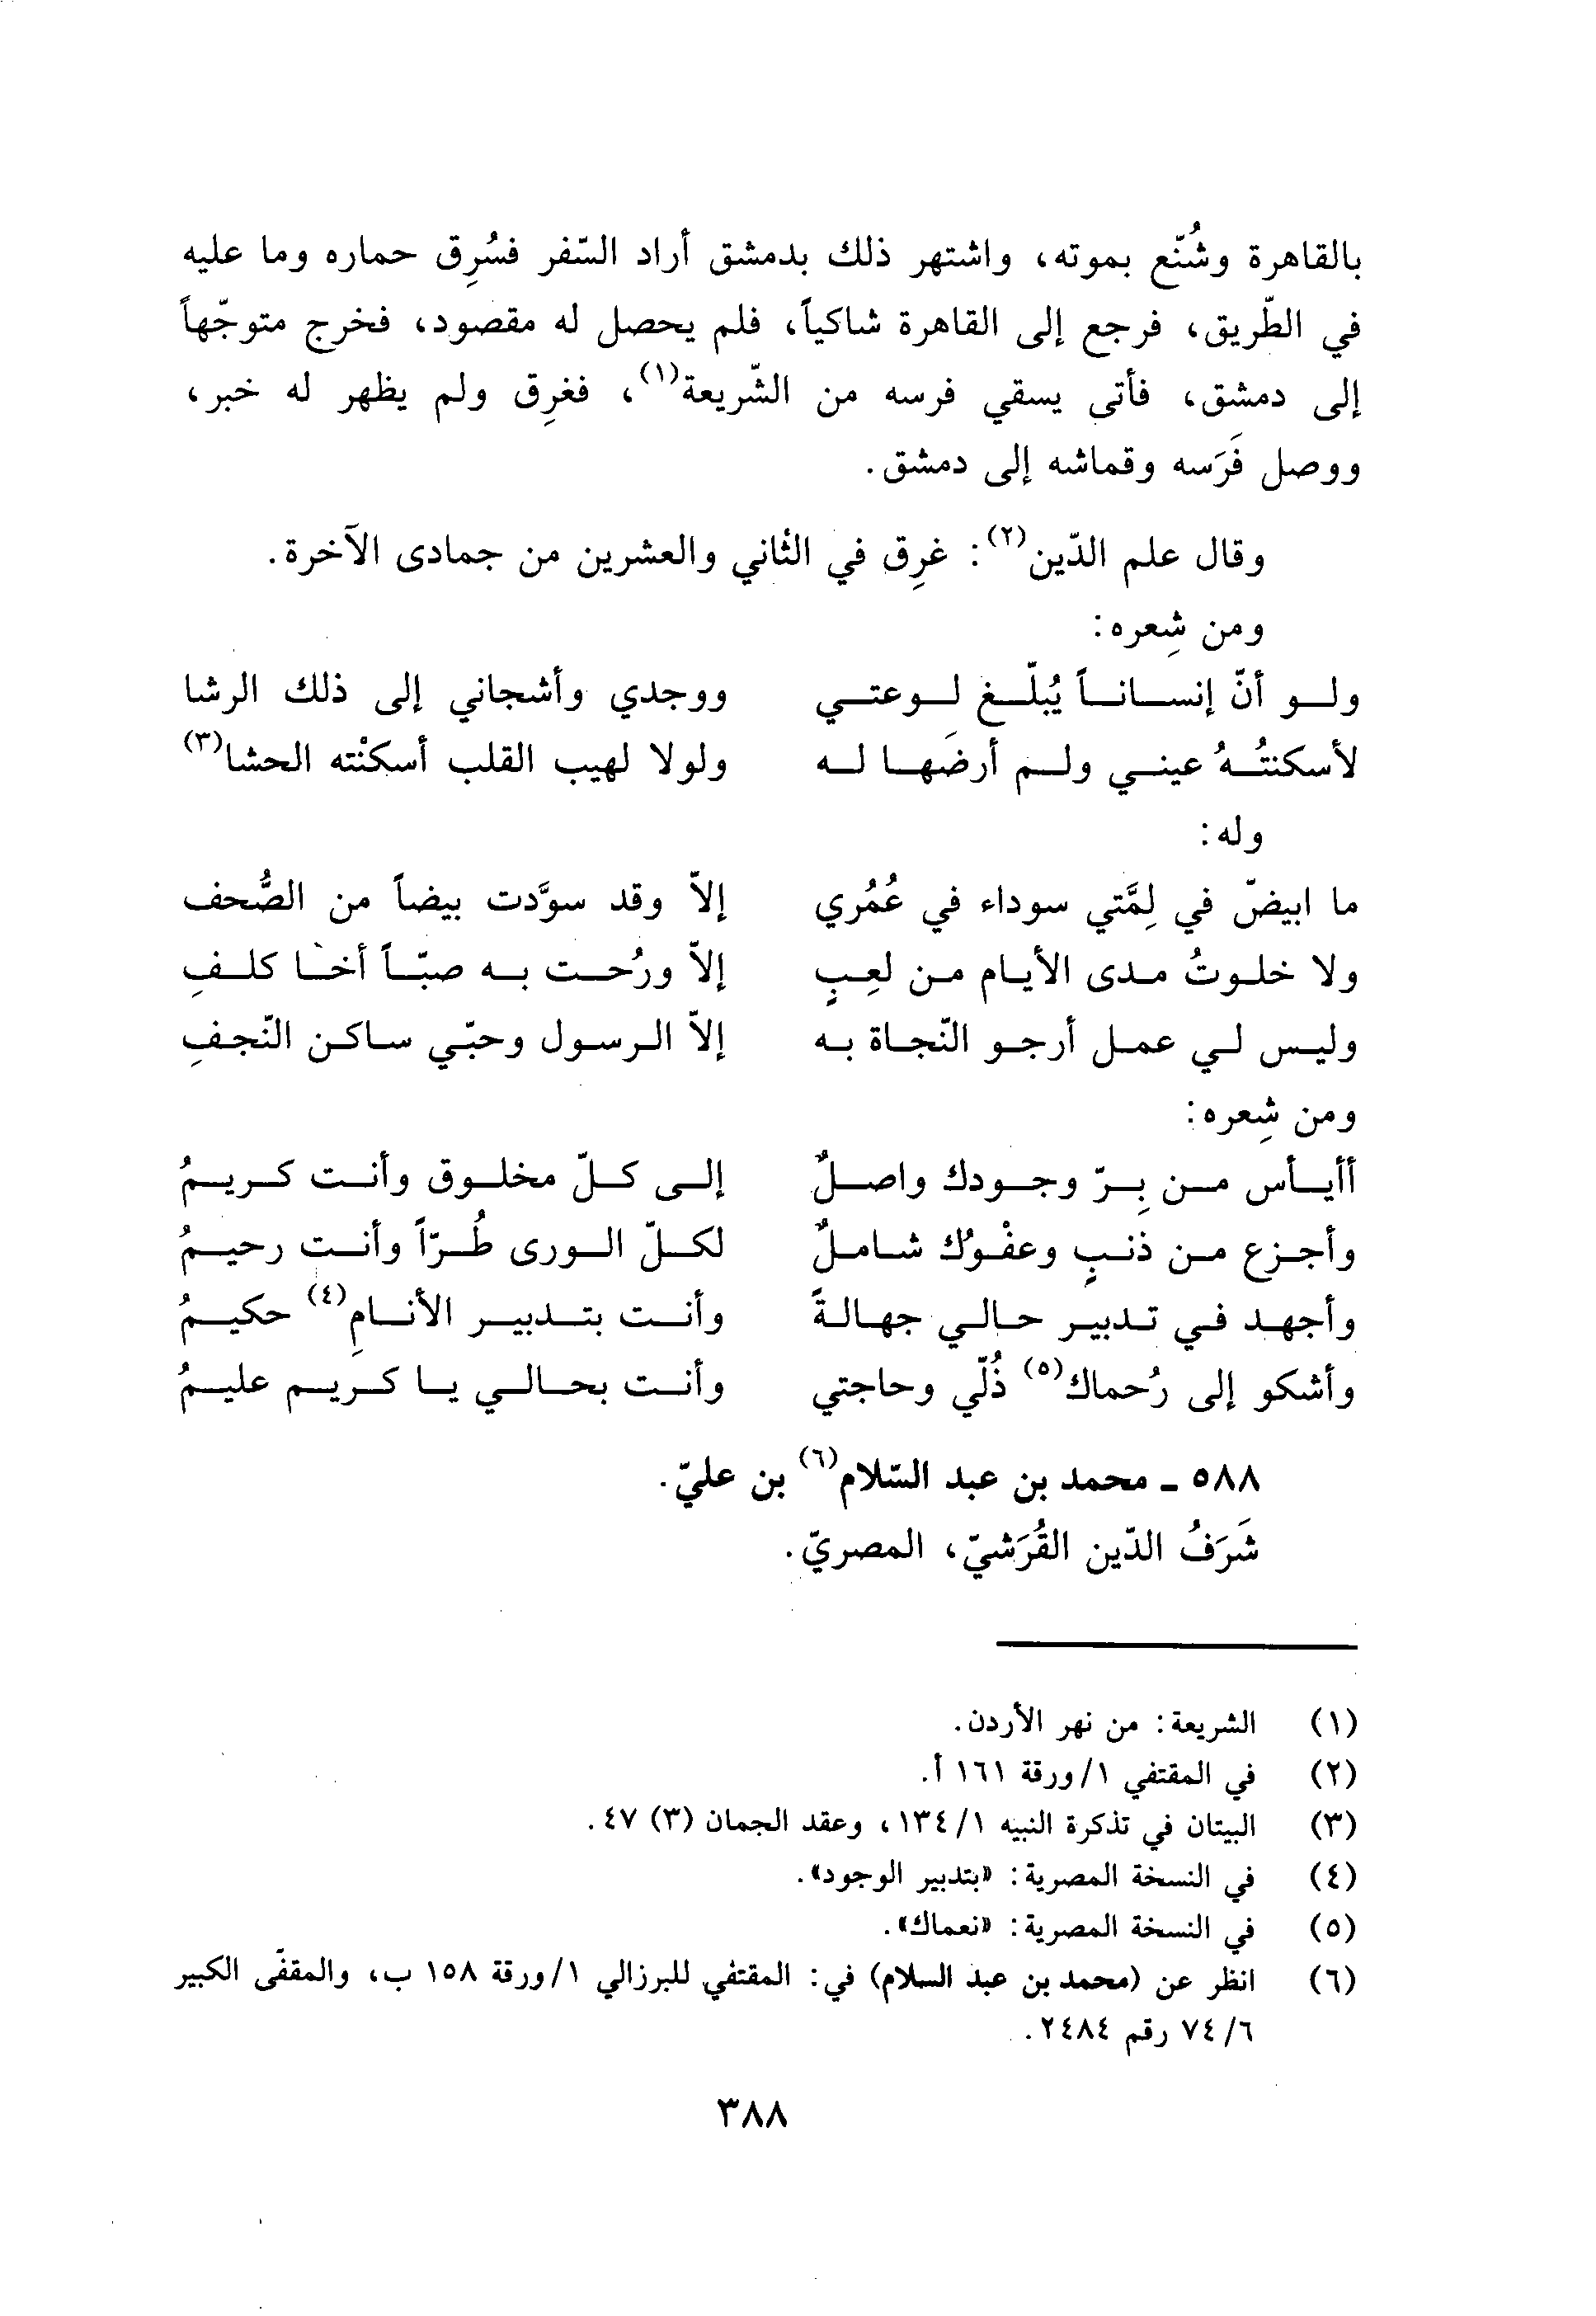 بالقاهرة وشُنّع بموته، واشتهر ذلك بدمشق أراد السّفر فسُرِق حماره وما عليه
في الطّريق، فرجع إلى القاهرة شاكياً، فلم يحصل له مقصود، فخرج متوجّهاً
إلى دمشق، فأتى يسقي فرسه من الشّريعة(١)، فغرِق ولم يظهر له خبر،
ووصل فَرَسه وقماشه إلى دمشق.
وقال علم الدّين(٢): غرِق في الثاني والعشرين من جمادى الآخرة.
ومن شِعره:
ولو أنّ إنساناً يُبلّغ لوعتي ووجدي وأشجاني إلى ذلك الرشا
لأسكنتُهُ عيني ولم أرضَها له ولولا لهيب القلب أسكنْته الحشا(٣)
وله:
ما ابيضّ في لِمَّتي سوداء في عُمُري إلاّ وقد سوَّدت بيضاً من الصُّحف
ولا خلوتُ مدى الأيام من لعِبٍ إلاّ ورُحت به صبّاً أخا كلفِ
وليس لي عمل أرجو النّجاة به إلاّ الرسول وحبّي ساكن النّجفِ
ومن شِعره:
أأيأس من بِرّ وجودك واصلٌ إلى كلّ مخلوق وأنت كريمُ
وأجزع من ذنبٍ وعفْوُك شاملٌ لكلّ الورى طُرّاً وأنت رحيمُ
وأجهد في تدبير حالي جهالةً وأنت بتدبير الأنامِ(٤) حكيمُ
وأشكو إلى رُحماك(٥) ذُلّي وحاجتي وأنت بحالي يا كريم عليمُ
٥٨٨ - محمد بن عبد السّلام(٦) بن عليّ.
شَرَفُ الدّين القُرَشيّ، المصريّ.
(١) الشريعة: من نهر الأردن.
(٢) في المقتفي ١/ورقة ١٦١ أ.
(٣) البيتان في تذكرة النبيه ١/١٣٤، وعقد الجمان (٣) ٤٧.
(٤) في النسخة المصرية: «بتدبير الوجود».
(٥) في النسخة المصرية: «نعماك».
(٦) انظر عن (محمد بن عبد السلام) في: المقتفي للبرزالي ١/ورقة ١٥٨ ب، والمقفّى الكبير
٦/٧٤ رقم ٢٤٨٤.
٣٨٨